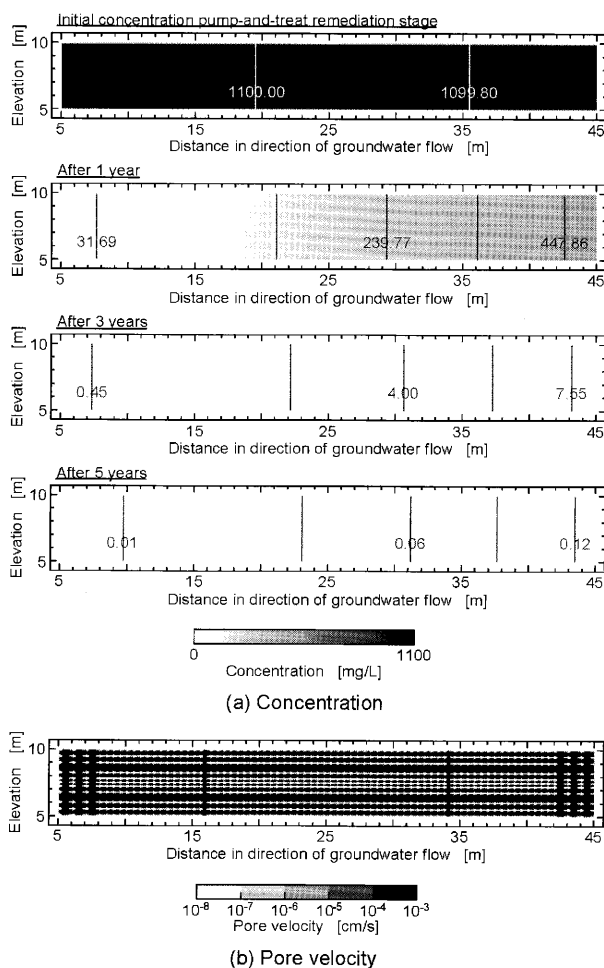 Initial concentration pump-and-treat remediation stage
Elevation [m]
10
5
1100.00 1099.80
5 15 25 35 45
Distance in direction of groundwater flow [m]
After 1 year
Elevation [m]
10
5
31.69 239.77 447.86
5 15 25 35 45
Distance in direction of groundwater flow [m]
After 3 years
Elevation [m]
10
5
0.45 4.00 7.55
5 15 25 35 45
Distance in direction of groundwater flow [m]
After 5 years
Elevation [m]
10
5
0.01 0.06 0.12
5 15 25 35 45
Distance in direction of groundwater flow [m]
0 1100
Concentration [mg/L]
(a) Concentration
Elevation [m]
10
5
5 15 25 35 45
Distance in direction of groundwater flow [m]
10⁻⁸ 10⁻⁷ 10⁻⁶ 10⁻⁵ 10⁻⁴ 10⁻³
Pore velocity [cm/s]
(b) Pore velocity